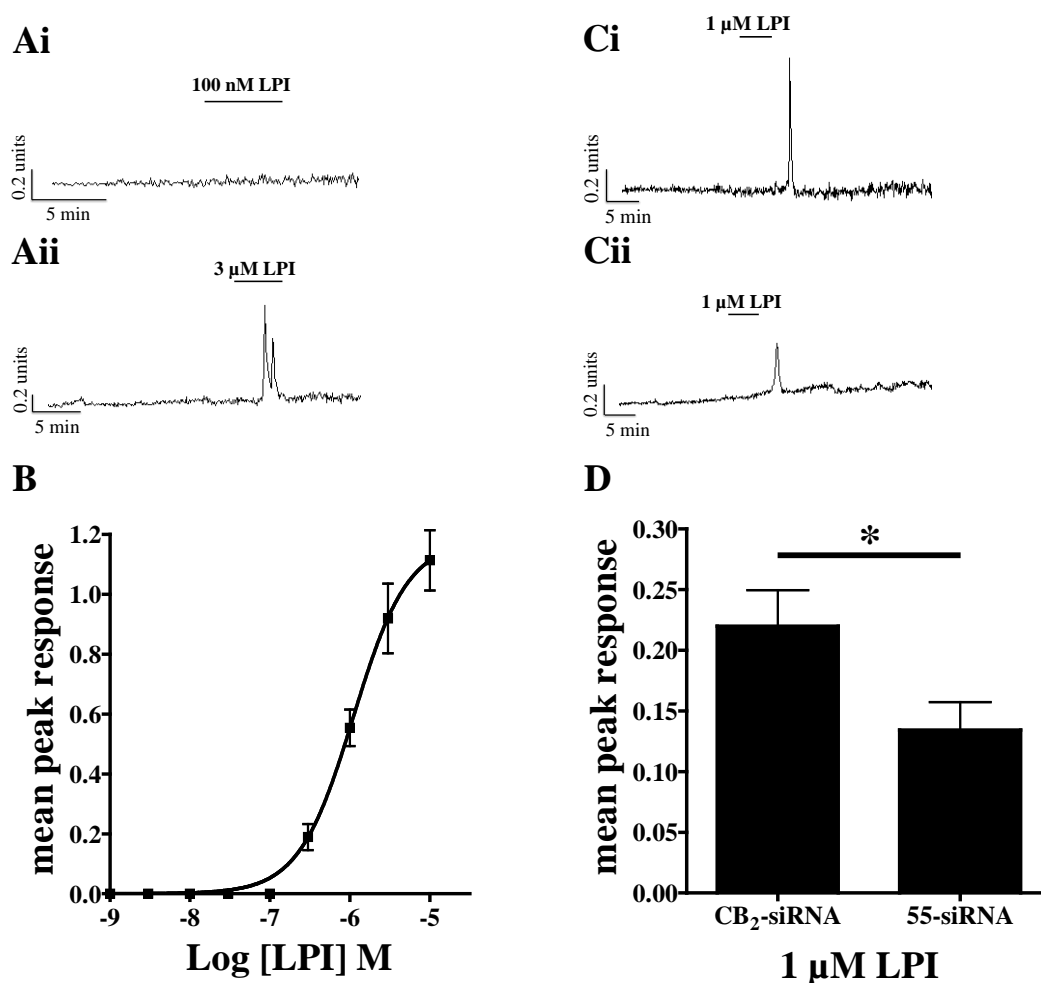 Ai
100 nM LPI
0.2 units
5 min
Aii
3 µM LPI
0.2 units
5 min
B
mean peak response
1.2
1.0
0.8
0.6
0.4
0.2
0.0
-9
-8
-7
-6
-5
Log [LPI] M
Ci
1 µM LPI
0.2 units
5 min
Cii
1 µM LPI
0.2 units
5 min
D
mean peak response
0.30
0.25
0.20
0.15
0.10
0.05
0.00
*
CB₂-siRNA
55-siRNA
1 µM LPI